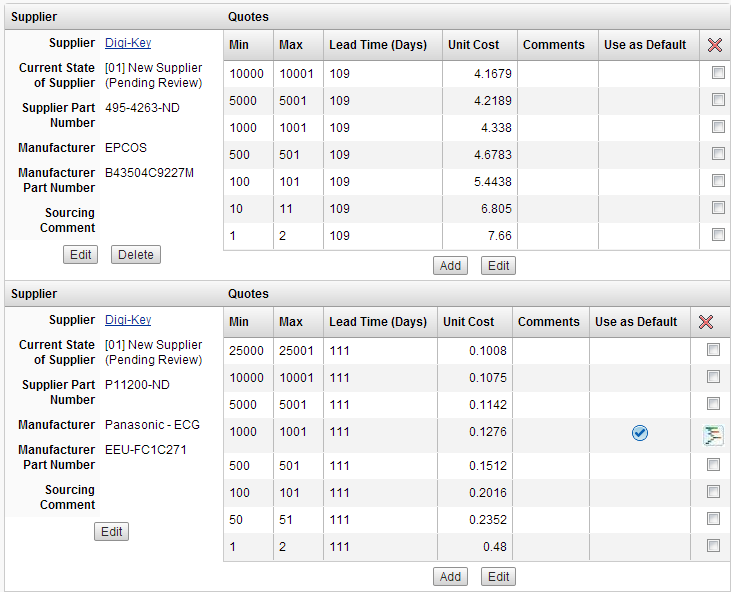 Supplier Quotes
Supplier Digi-Key
Current State [01] New Supplier
of Supplier (Pending Review)
Supplier Part 495-4263-ND
Number
Manufacturer EPCOS
Manufacturer B43504C9227M
Part Number
Sourcing
Comment
Edit Delete
Min Max Lead Time (Days) Unit Cost Comments Use as Default
10000 10001 109 4.1679
5000 5001 109 4.2189
1000 1001 109 4.338
500 501 109 4.6783
100 101 109 5.4438
10 11 109 6.805
1 2 109 7.66
Add Edit
Supplier Quotes
Supplier Digi-Key
Current State [01] New Supplier
of Supplier (Pending Review)
Supplier Part P11200-ND
Number
Manufacturer Panasonic - ECG
Manufacturer EEU-FC1C271
Part Number
Sourcing
Comment
Edit
Min Max Lead Time (Days) Unit Cost Comments Use as Default
25000 25001 111 0.1008
10000 10001 111 0.1075
5000 5001 111 0.1142
1000 1001 111 0.1276
500 501 111 0.1512
100 101 111 0.2016
50 51 111 0.2352
1 2 111 0.48
Add Edit